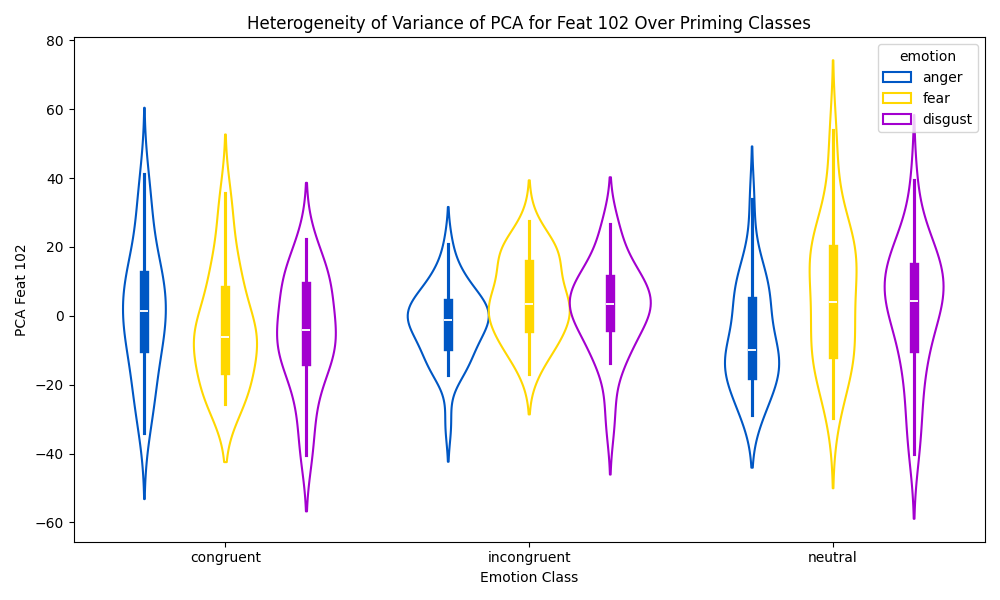 Heterogeneity of Variance of PCA for Feat 102 Over Priming Classes
emotion
anger
fear
disgust
80
60
40
20
0
−20
−40
−60
PCA Feat 102
congruent
incongruent
neutral
Emotion Class